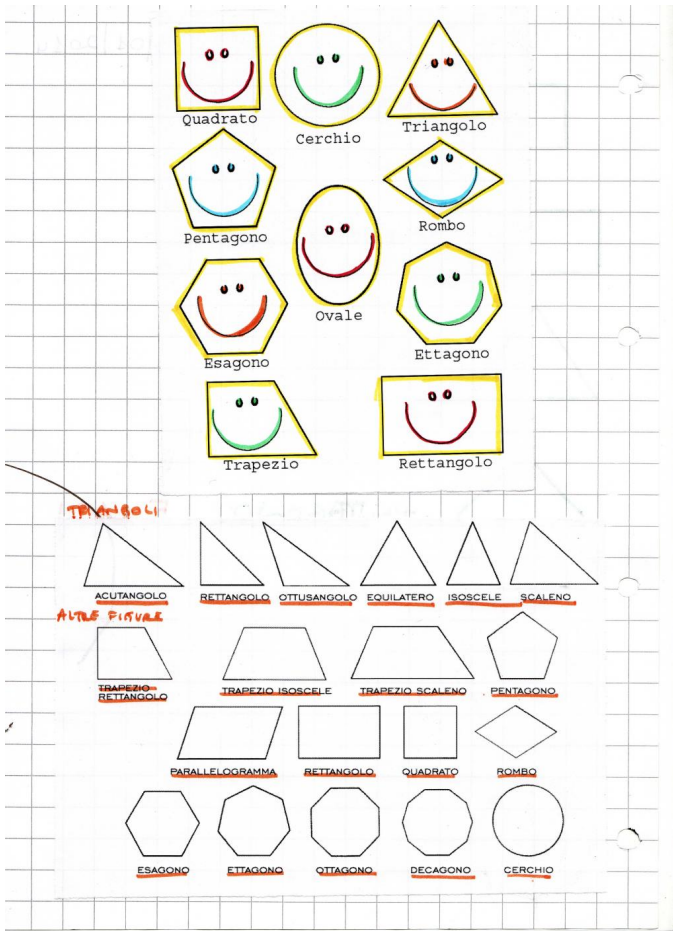 Quadrato
Cerchio
Triangolo
Pentagono
Rombo
Ovale
Esagono
Ettagono
Trapezio
Rettangolo
TRIANGOLI
ACUTANGOLO RETTANGOLO OTTUSANGOLO EQUILATERO ISOSCELE SCALENO
ALTRE FIGURE
TRAPEZIO
RETTANGOLO
TRAPEZIO ISOSCELE TRAPEZIO SCALENO PENTAGONO
PARALLELOGRAMMA RETTANGOLO QUADRATO ROMBO
ESAGONO ETTAGONO OTTAGONO DECAGONO CERCHIO